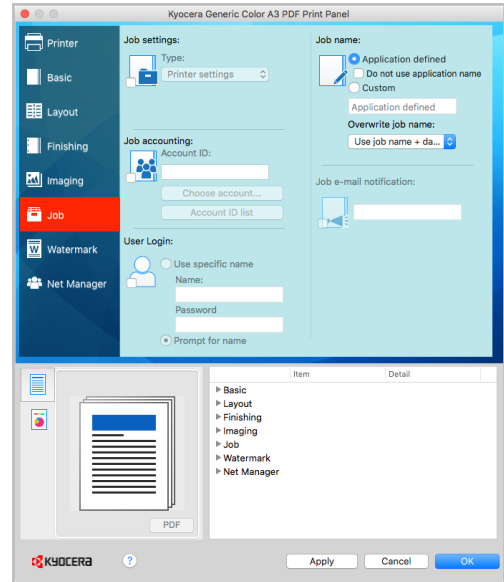 Kyocera Generic Color A3 PDF Print Panel
Printer
Basic
Layout
Finishing
Imaging
Job
Watermark
Net Manager
Job settings:
Type:
Printer settings
Job accounting:
Account ID:
Choose account...
Account ID list
User Login:
Use specific name
Name:
Password
Prompt for name
Job name:
Application defined
Do not use application name
Custom
Application defined
Overwrite job name:
Use job name + da...
Job e-mail notification:
PDF
Item Detail
Basic
Layout
Finishing
Imaging
Job
Watermark
Net Manager
KYOCERA
?
Apply Cancel OK